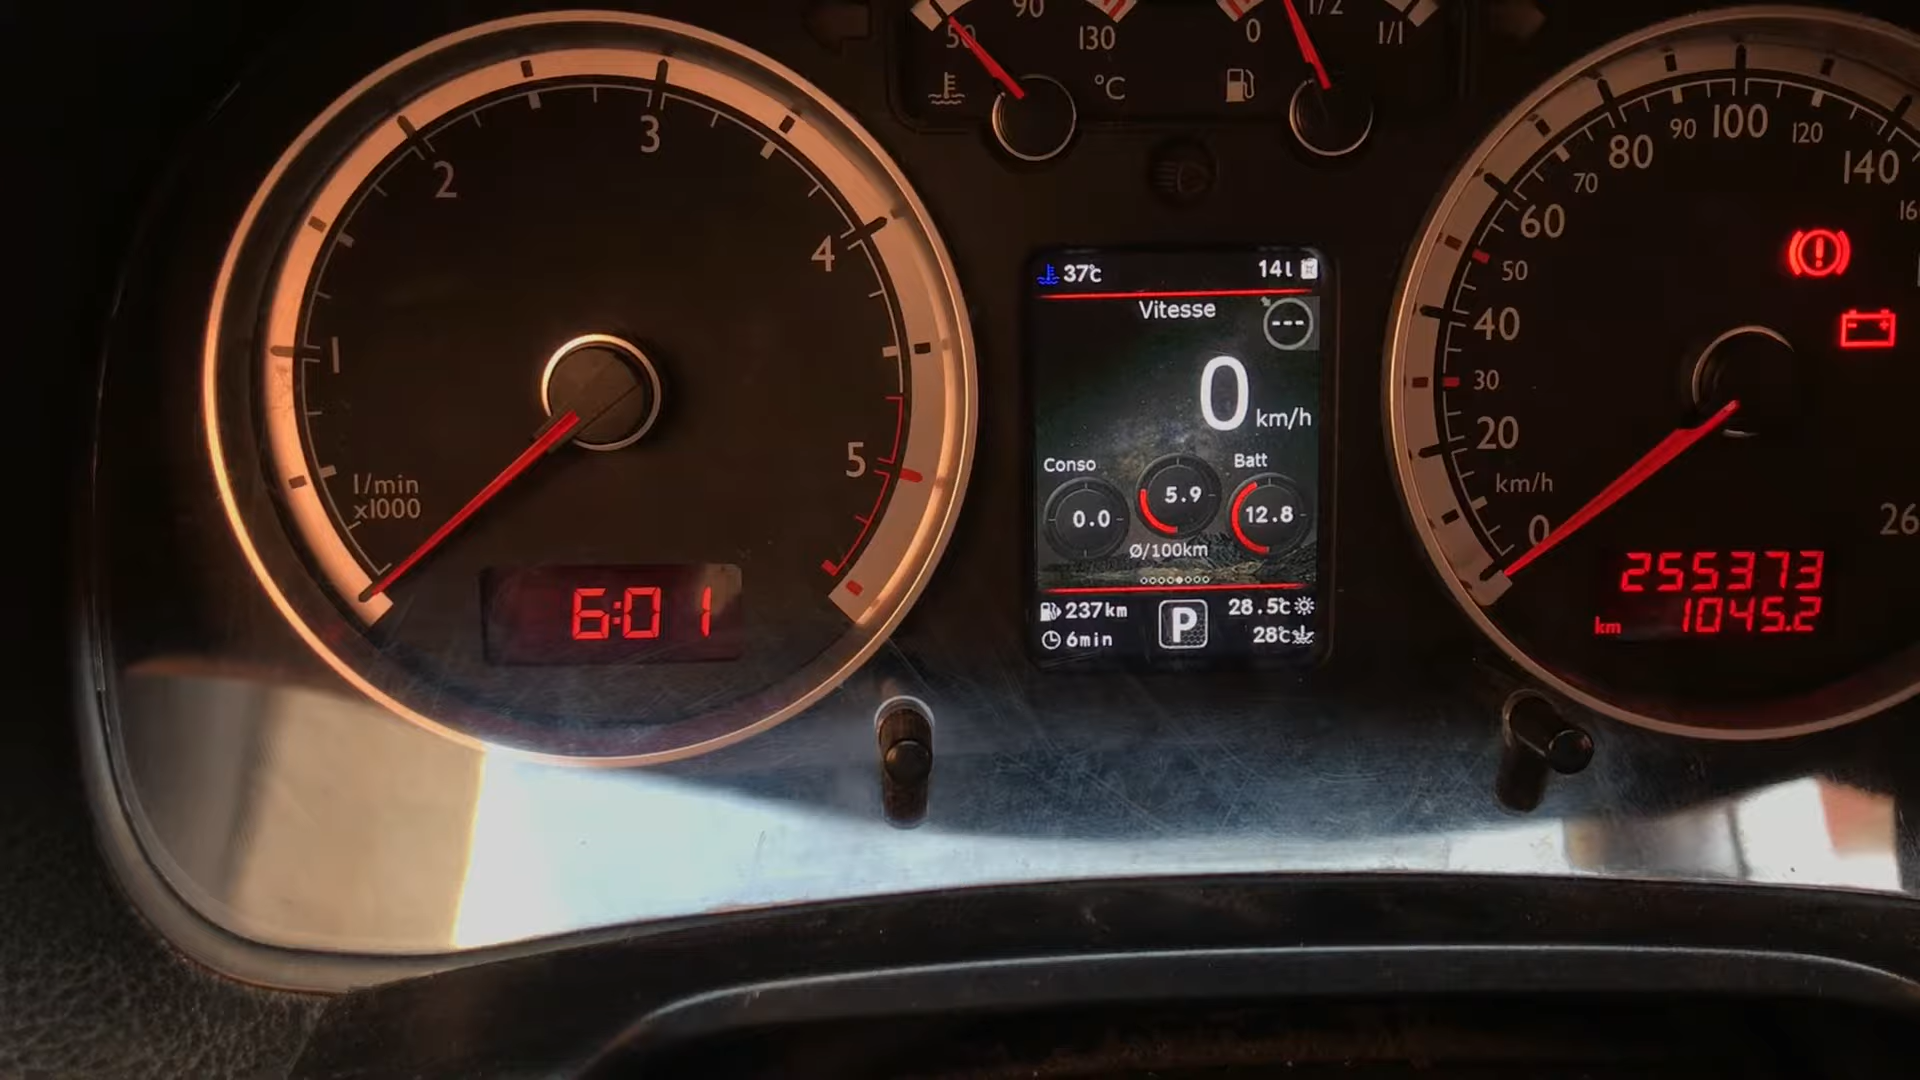 1
2
3
4
5
1/min
x1000
6:01
50
90
130
°C
0
1/2
1/1
37°c
14l
Vitesse
---
0 km/h
Conso
0.0
5.9
Ø/100km
Batt
12.8
237km
6min
P
28.5°c
28°c
0
20
30
40
50
60
70
80
90
100
120
140
km/h
255373
km 1045.2